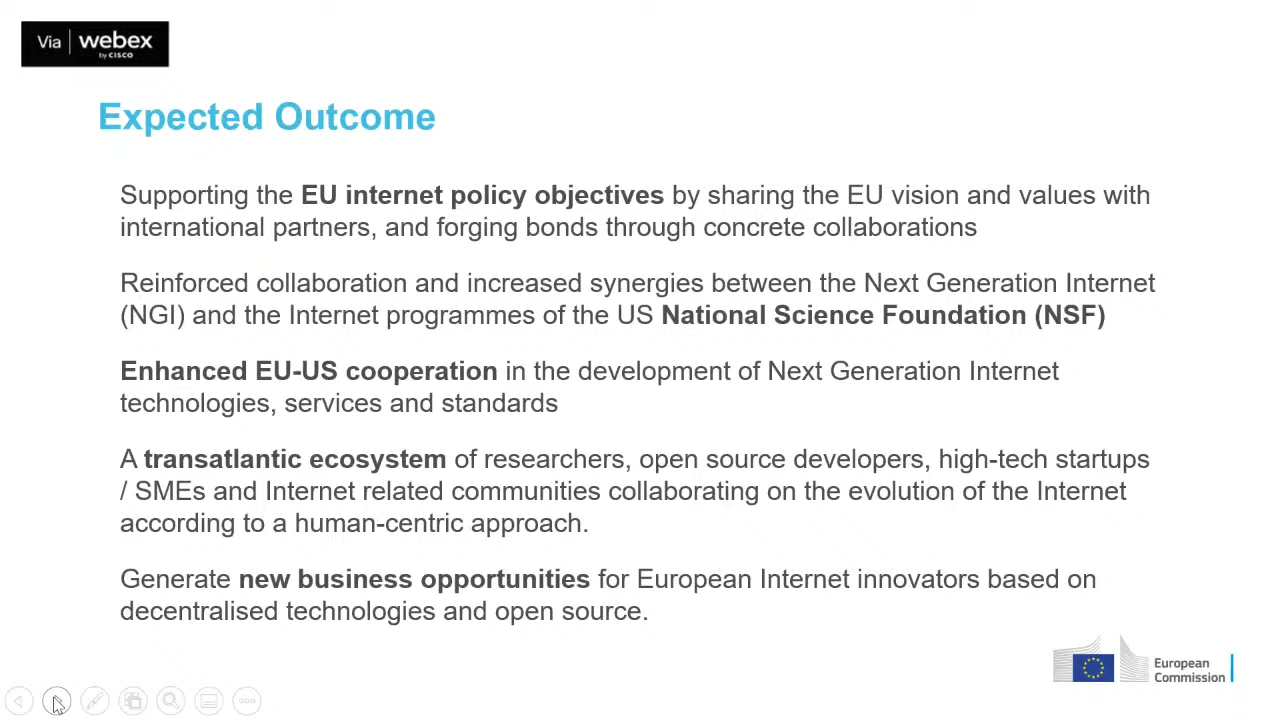 Via | webex
by CISCO
Expected Outcome
Supporting the EU internet policy objectives by sharing the EU vision and values with
international partners, and forging bonds through concrete collaborations
Reinforced collaboration and increased synergies between the Next Generation Internet
(NGI) and the Internet programmes of the US National Science Foundation (NSF)
Enhanced EU-US cooperation in the development of Next Generation Internet
technologies, services and standards
A transatlantic ecosystem of researchers, open source developers, high-tech startups
/ SMEs and Internet related communities collaborating on the evolution of the Internet
according to a human-centric approach.
Generate new business opportunities for European Internet innovators based on
decentralised technologies and open source.
European
Commission